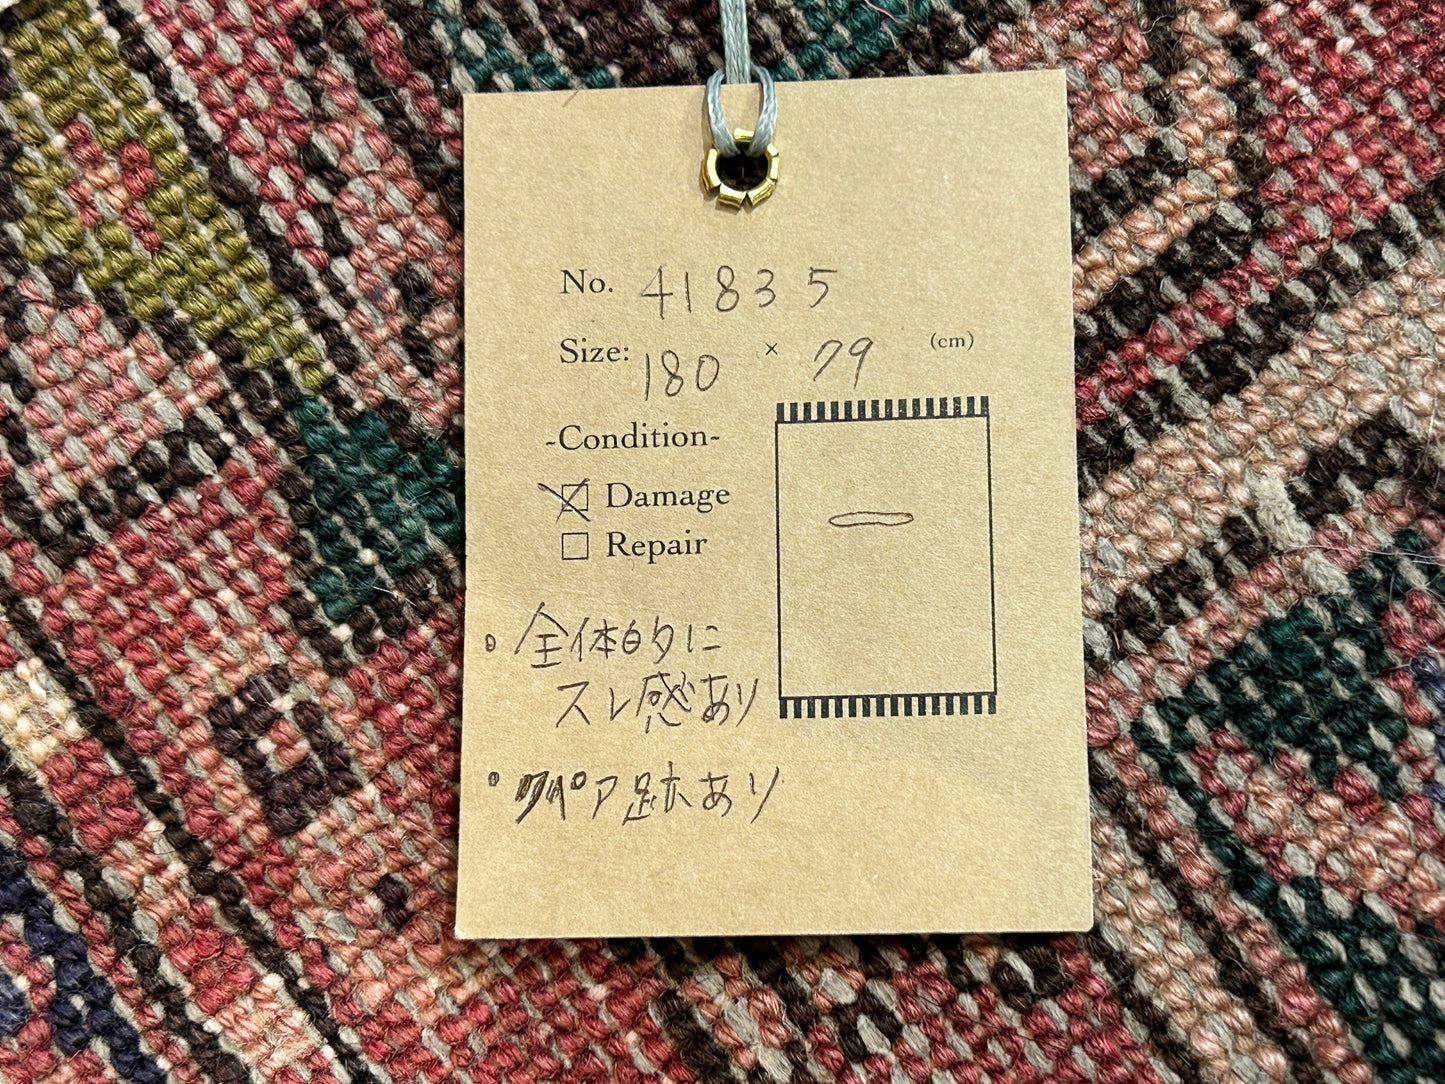 No. 41835
Size: 180 × 79 (cm)
-Condition-
Damage
Repair
・全体的に
スレ感あり
・リペア跡あり